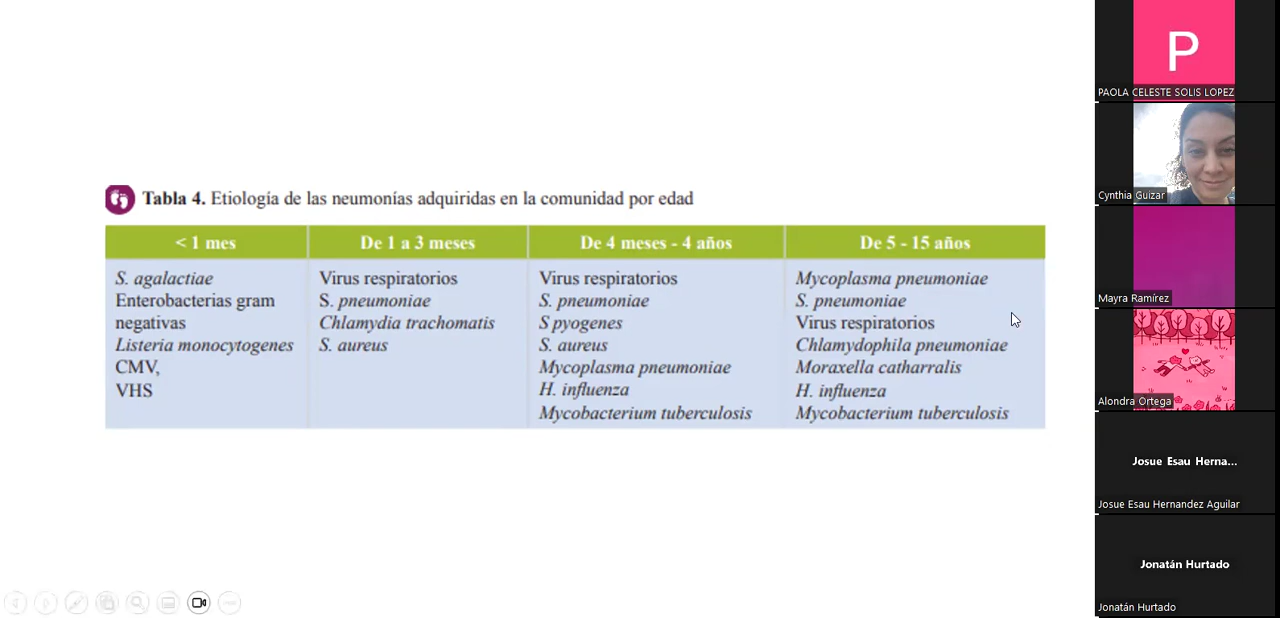 Tabla 4. Etiología de las neumonías adquiridas en la comunidad por edad
< 1 mes
S. agalactiae
Enterobacterias gram
negativas
Listeria monocytogenes
CMV,
VHS
De 1 a 3 meses
Virus respiratorios
S. pneumoniae
Chlamydia trachomatis
S. aureus
De 4 meses - 4 años
Virus respiratorios
S. pneumoniae
S pyogenes
S. aureus
Mycoplasma pneumoniae
H. influenza
Mycobacterium tuberculosis
De 5 - 15 años
Mycoplasma pneumoniae
S. pneumoniae
Virus respiratorios
Chlamydophila pneumoniae
Moraxella catharralis
H. influenza
Mycobacterium tuberculosis
P
PAOLA CELESTE SOLIS LOPEZ
Cynthia Guizar
Mayra Ramírez
Alondra Ortega
Josue Esau Herna...
Josue Esau Hernandez Aguilar
Jonatán Hurtado
Jonatán Hurtado